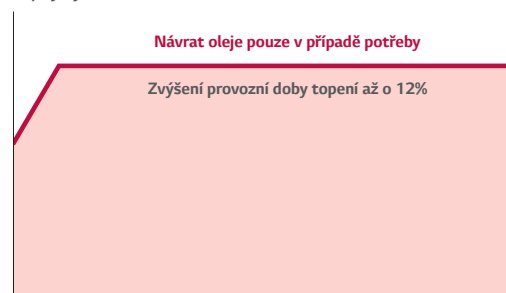 Návrat oleje pouze v případě potřeby
Zvýšení provozní doby topení až o 12%